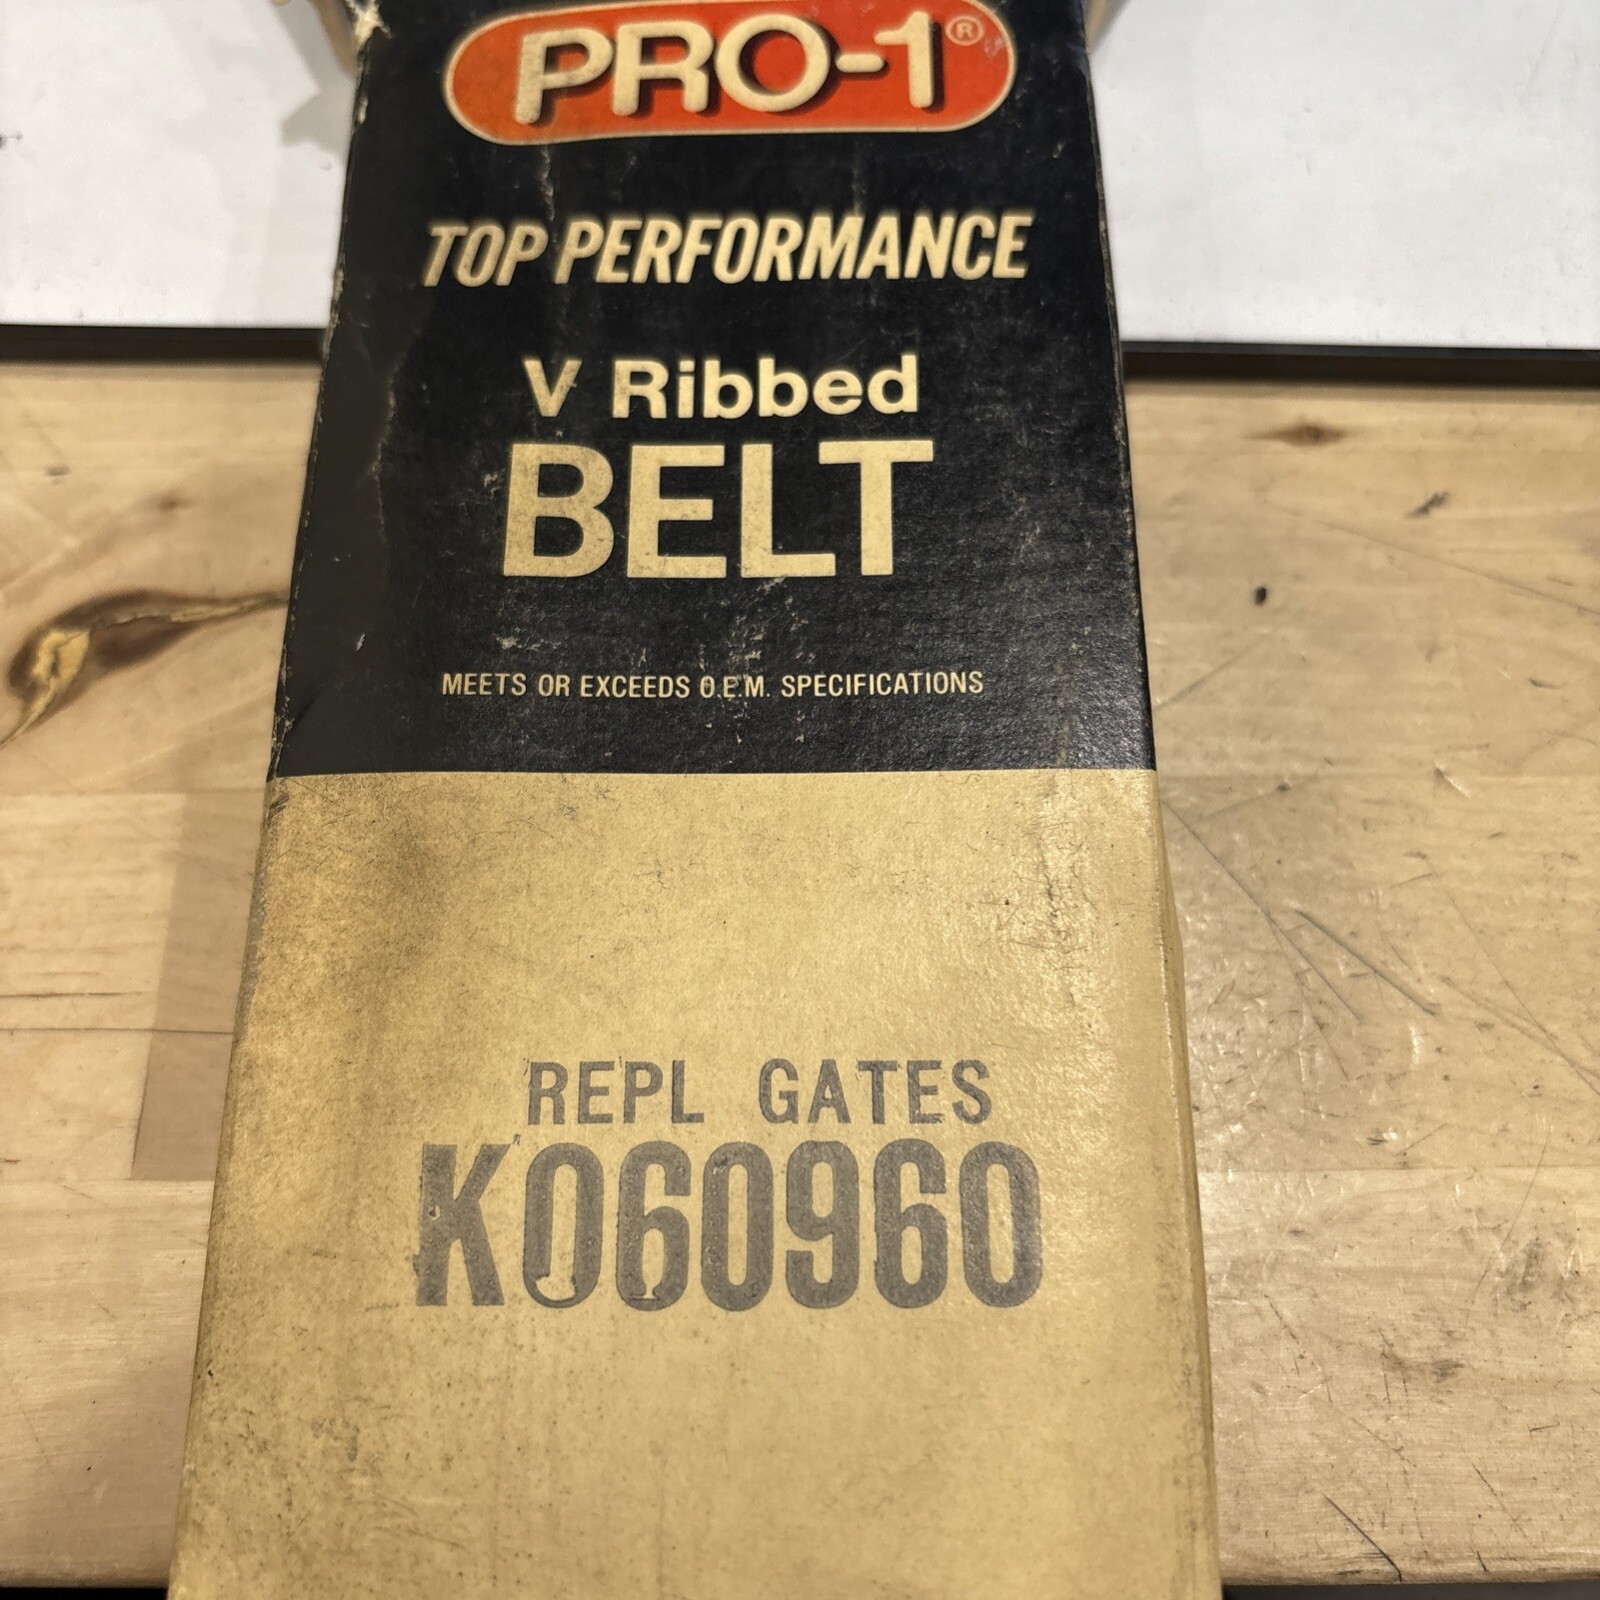 PRO-1®
TOP PERFORMANCE
V Ribbed
BELT
MEETS OR EXCEEDS O.E.M. SPECIFICATIONS
REPL GATES
K060960